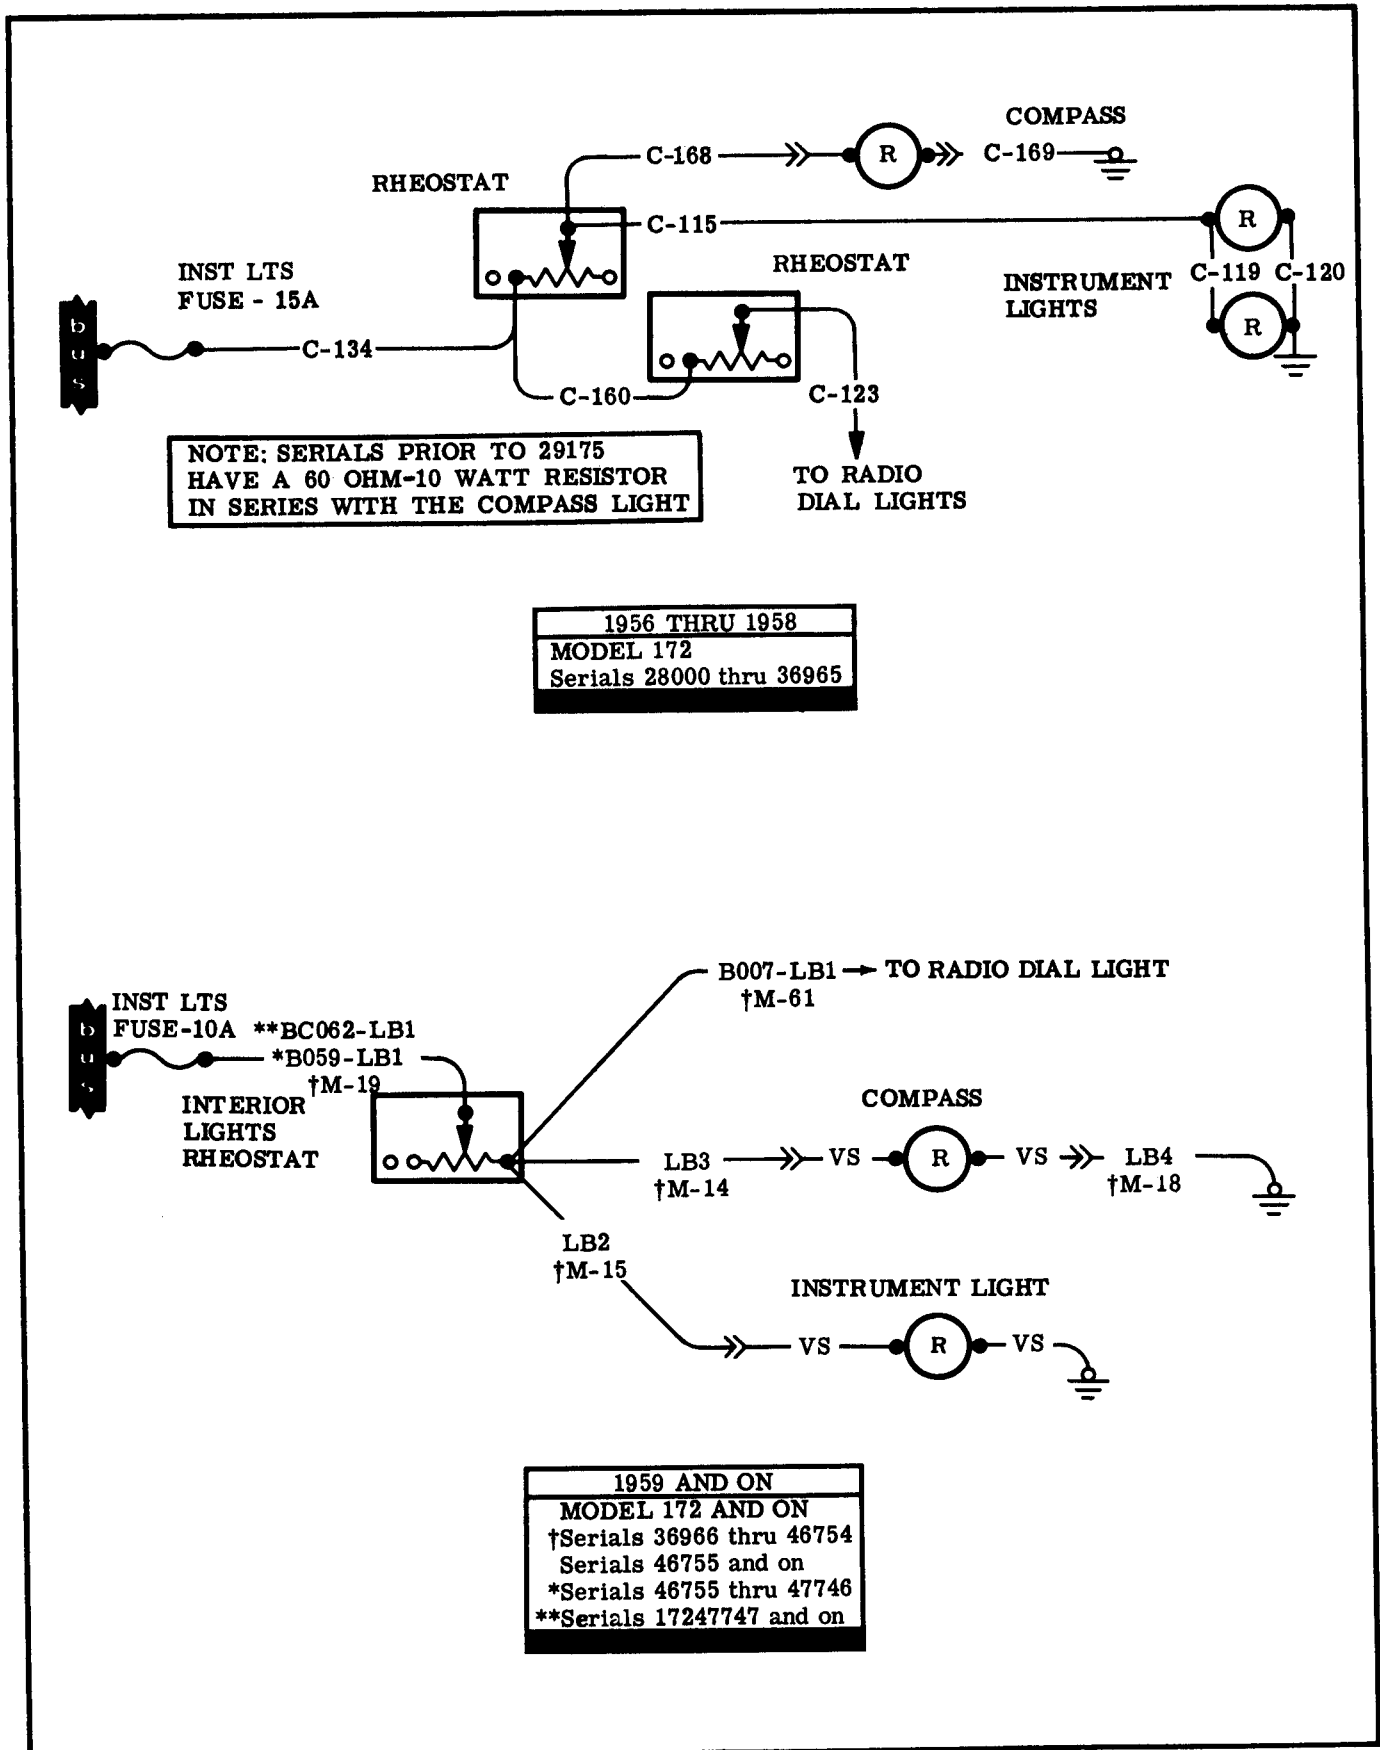 COMPASS
C-168
R
C-169
RHEOSTAT
C-115
R
RHEOSTAT
INST LTS
FUSE - 15A
INSTRUMENT
LIGHTS
C-119
C-120
bus
C-134
R
C-160
C-123
NOTE: SERIALS PRIOR TO 29175
HAVE A 60 OHM-10 WATT RESISTOR
IN SERIES WITH THE COMPASS LIGHT
TO RADIO
DIAL LIGHTS
1956 THRU 1958
MODEL 172
Serials 28000 thru 36965
B007-LB1
TO RADIO DIAL LIGHT
†M-61
INST LTS
FUSE-10A
**BC062-LB1
bus
*B059-LB1
†M-19
INTERIOR
LIGHTS
RHEOSTAT
COMPASS
LB3
VS
R
VS
LB4
†M-14
†M-18
LB2
†M-15
INSTRUMENT LIGHT
VS
R
VS
1959 AND ON
MODEL 172 AND ON
†Serials 36966 thru 46754
Serials 46755 and on
*Serials 46755 thru 47746
**Serials 17247747 and on